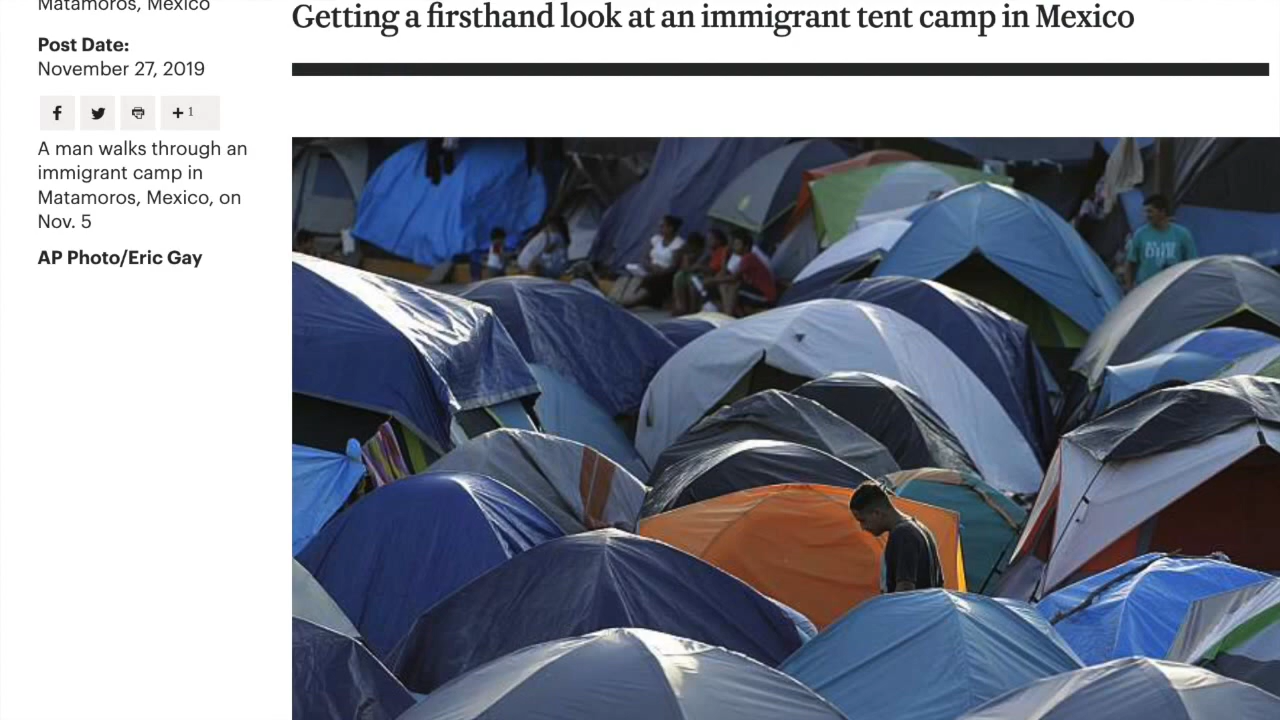 Matamoros, Mexico
Post Date:
November 27, 2019
+ 1
A man walks through an
immigrant camp in
Matamoros, Mexico, on
Nov. 5
AP Photo/Eric Gay
Getting a firsthand look at an immigrant tent camp in Mexico